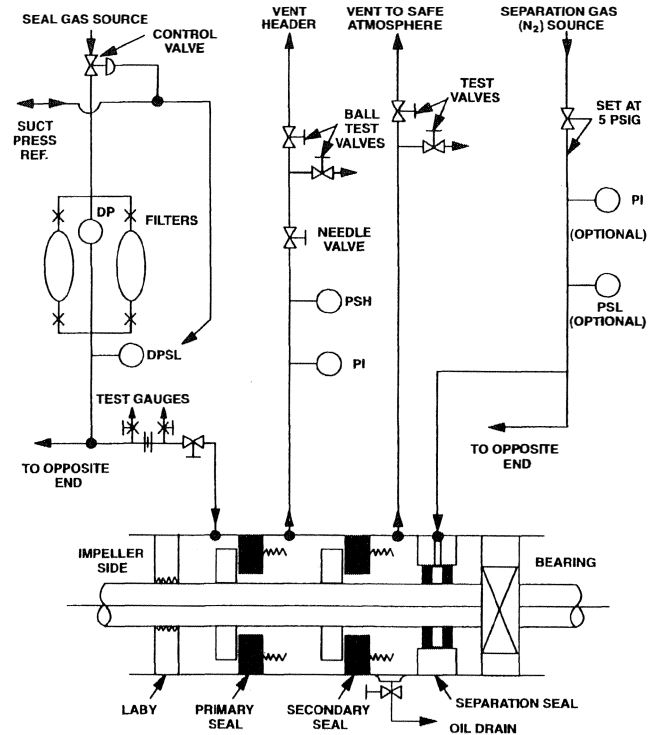 SEAL GAS SOURCE
CONTROL
VALVE
SUCT
PRESS
REF.
DP
FILTERS
DPSL
TEST GAUGES
TO OPPOSITE
END
VENT
HEADER
BALL
TEST
VALVES
NEEDLE
VALVE
PSH
PI
VENT TO SAFE
ATMOSPHERE
TEST
VALVES
SEPARATION GAS
(N₂) SOURCE
SET AT
5 PSIG
PI
(OPTIONAL)
PSL
(OPTIONAL)
TO OPPOSITE
END
IMPELLER
SIDE
BEARING
LABY
PRIMARY
SEAL
SECONDARY
SEAL
SEPARATION SEAL
OIL DRAIN